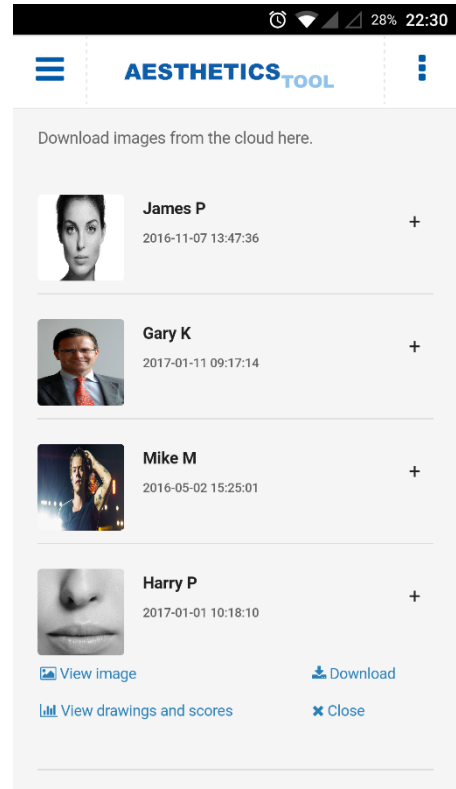 28% 22:30
AESTHETICS TOOL
Download images from the cloud here.
James P
2016-11-07 13:47:36
+
Gary K
2017-01-11 09:17:14
+
Mike M
2016-05-02 15:25:01
+
Harry P
2017-01-01 10:18:10
+
View image Download
View drawings and scores Close